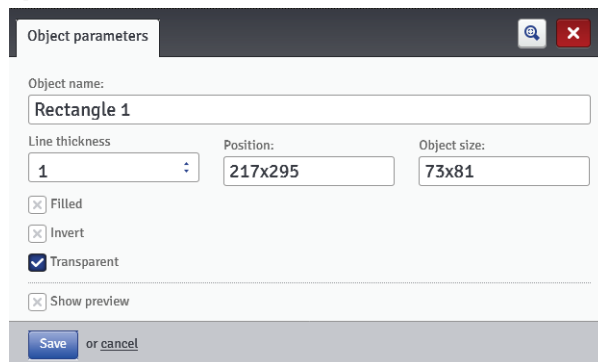 Object parameters
Object name:
Rectangle 1
Line thickness
Position:
Object size:
1
217x295
73x81
Filled
Invert
Transparent
Show preview
Save or cancel